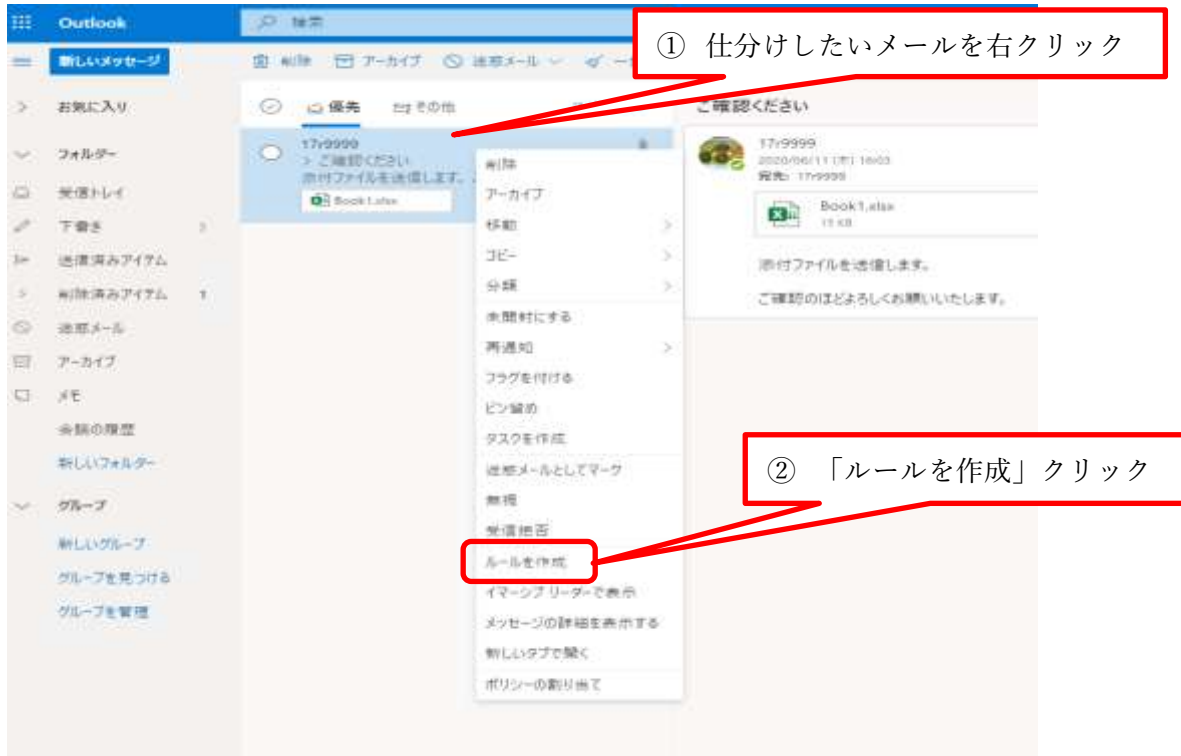 Outlook
検索
① 仕分けしたいメールを右クリック
新しいメッセージ
削除 アーカイブ 迷惑メール
お気に入り
優先 その他
ご確認ください
17r9999
> ご確認ください
添付ファイルを送信します。
Book1.xlsx
17r9999
2020/06/11 (木) 16:03
宛先: 17r9999
Book1.xlsx
フォルダー
受信トレイ
下書き
送信済みアイテム
削除済みアイテム 1
迷惑メール
アーカイブ
メモ
会話の履歴
新しいフォルダー
グループ
新しいグループ
グループを見つける
グループを管理
削除
アーカイブ
移動
コピー
分類
未開封にする
再通知
フラグを付ける
ピン留め
タスクを作成
迷惑メールとしてマーク
無視
受信拒否
ルールを作成
イマーシブ リーダーで表示
メッセージの詳細を表示する
新しいタブで開く
ポリシーの割り当て
添付ファイルを送信します。
ご確認のほどよろしくお願いいたします。
② 「ルールを作成」クリック